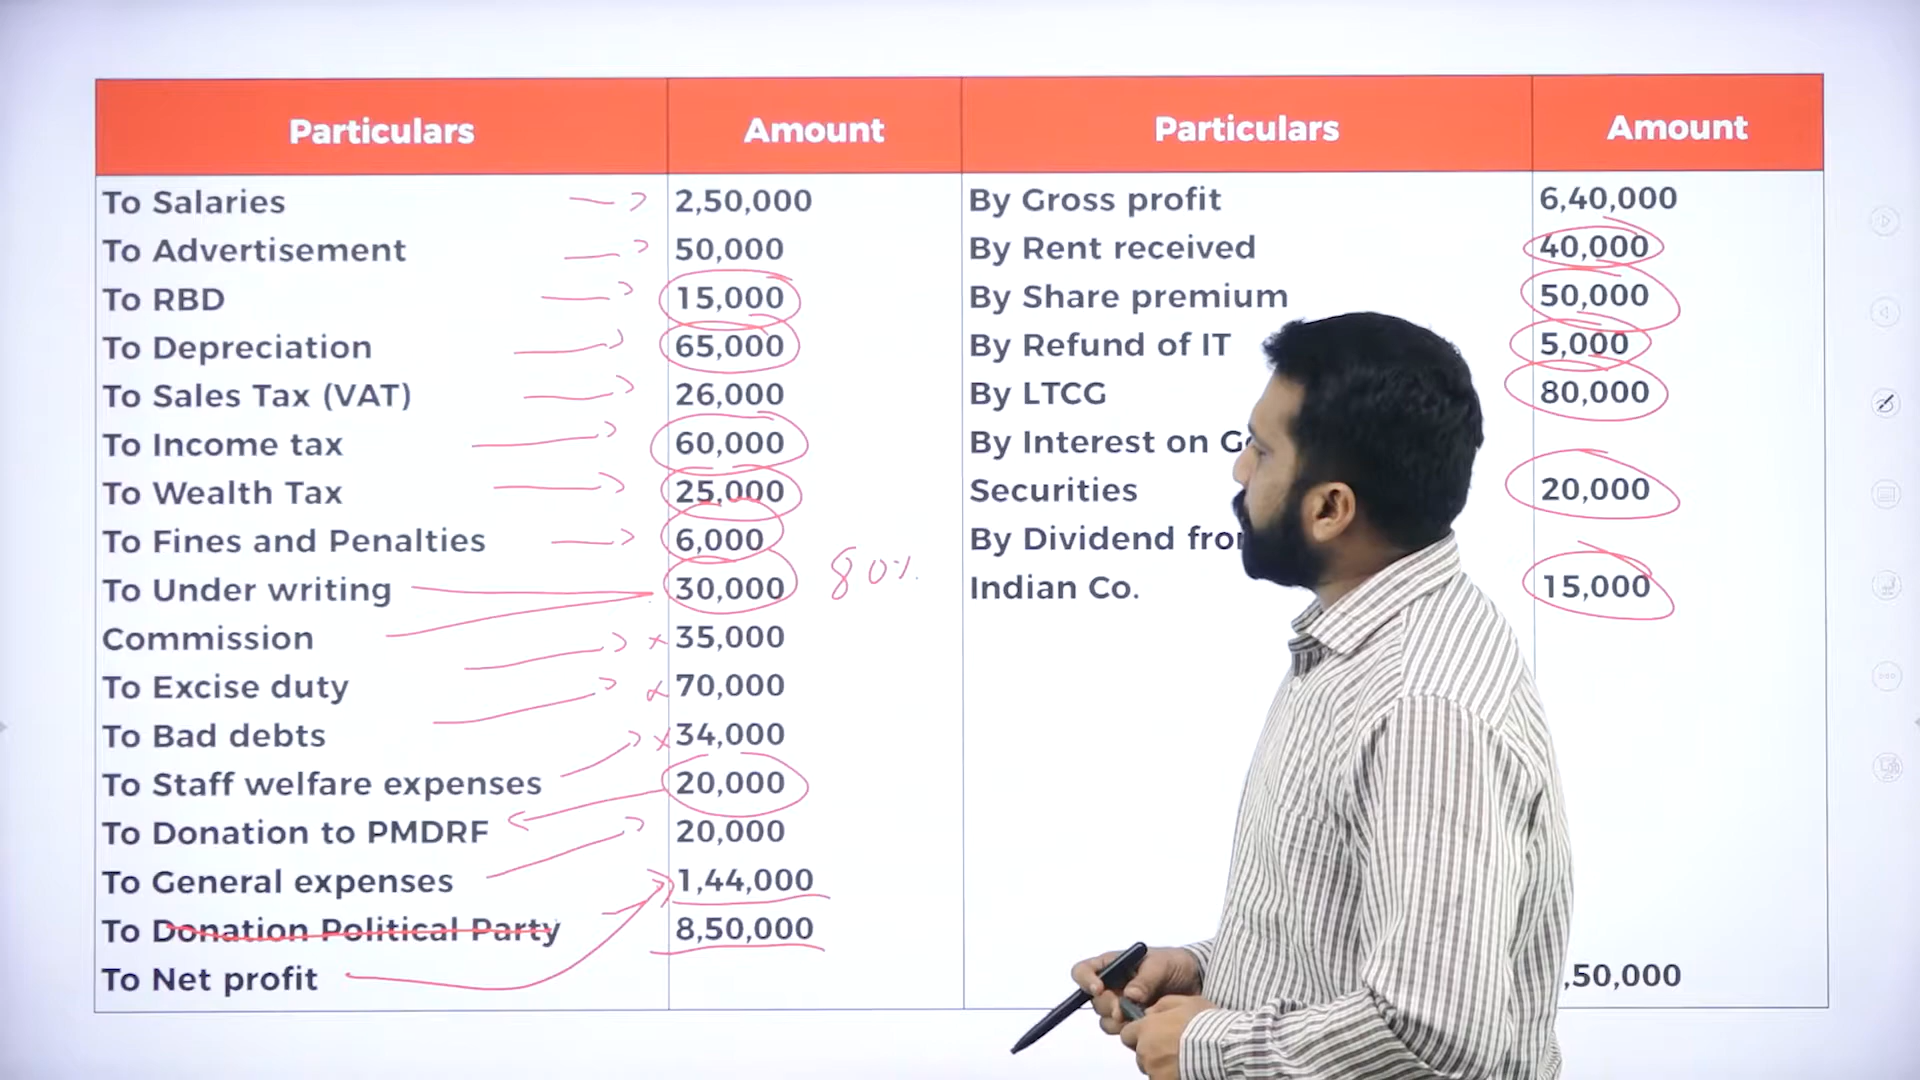 Particulars Amount Particulars Amount
To Salaries 2,50,000 By Gross profit 6,40,000
To Advertisement 50,000 By Rent received 40,000
To RBD 15,000 By Share premium 50,000
To Depreciation 65,000 By Refund of IT 5,000
To Sales Tax (VAT) 26,000 By LTCG 80,000
To Income tax 60,000 By Interest on
To Wealth Tax 25,000 Securities 20,000
To Fines and Penalties 6,000 By Dividend
To Under writing 30,000 80% Indian Co. 15,000
Commission 35,000
To Excise duty 70,000
To Bad debts 34,000
To Staff welfare expenses 20,000
To Donation to PMDRF 20,000
To General expenses 1,44,000
To Donation Political Party 8,50,000
To Net profit ,50,000